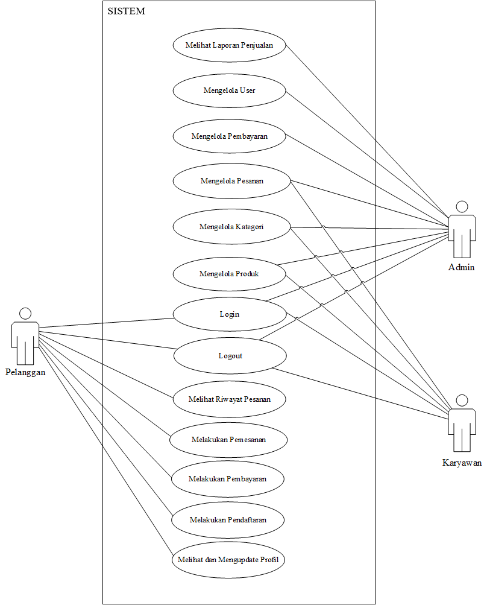 SISTEM
Melihat Laporan Penjualan
Mengelola User
Mengelola Pembayaran
Mengelola Pesanan
Mengelola Kategori
Mengelola Produk
Login
Logout
Melihat Riwayat Pesanan
Melakukan Pemesanan
Melakukan Pembayaran
Melakukan Pendaftaran
Melihat dan Mengupdate Profil
Pelanggan
Admin
Karyawan